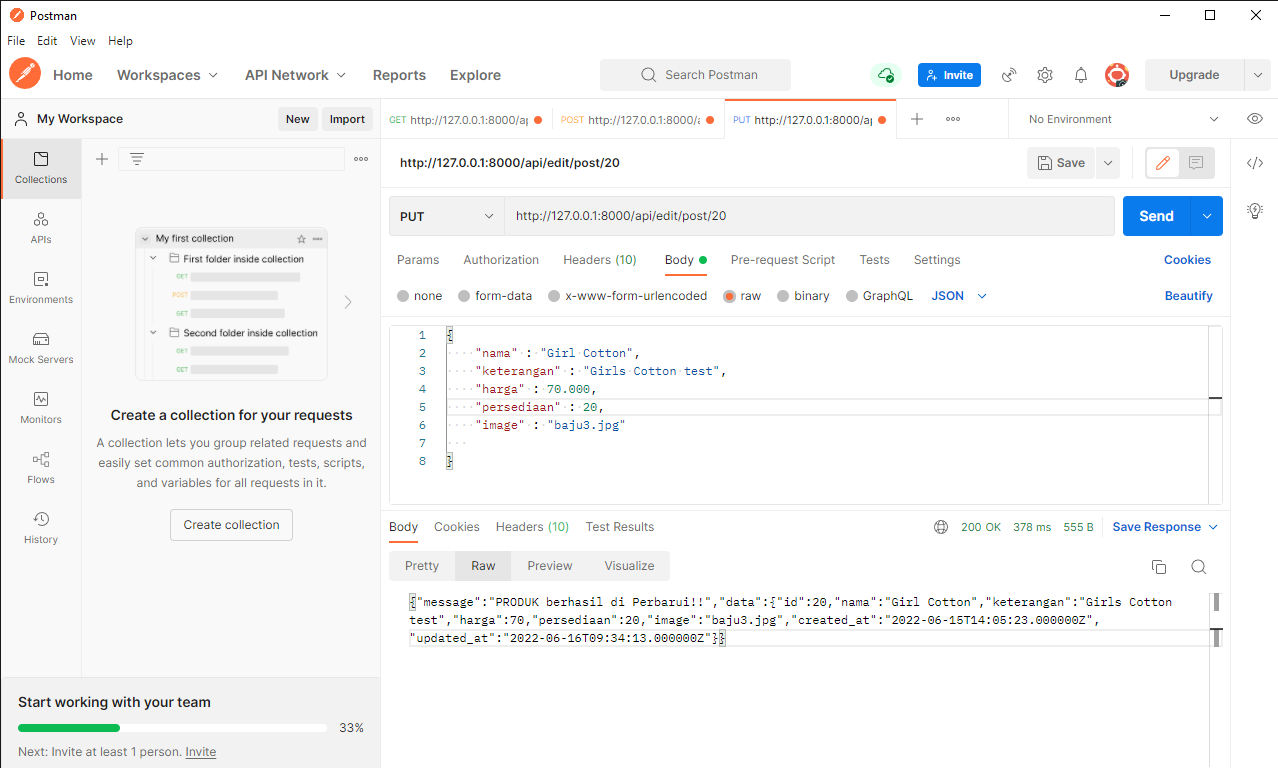 Postman
File Edit View Help
Home Workspaces API Network Reports Explore Search Postman Invite Upgrade
My Workspace New Import
GET http://127.0.0.1:8000/ap POST http://127.0.0.1:8000/a PUT http://127.0.0.1:8000/ap No Environment
Collections
APIs
Environments
Mock Servers
Monitors
Flows
History
My first collection
First folder inside collection
GET
POST
GET
Second folder inside collection
GET
GET
Create a collection for your requests
A collection lets you group related requests and
easily set common authorization, tests, scripts,
and variables for all requests in it.
Create collection
Start working with your team
33%
Next: Invite at least 1 person. Invite
http://127.0.0.1:8000/api/edit/post/20 Save
PUT http://127.0.0.1:8000/api/edit/post/20 Send
Params Authorization Headers (10) Body Pre-request Script Tests Settings Cookies
none form-data x-www-form-urlencoded raw binary GraphQL JSON Beautify
1 {
2 "nama" : "Girl Cotton",
3 "keterangan" : "Girls Cotton test",
4 "harga" : 70.000,
5 "persediaan" : 20,
6 "image" : "baju3.jpg"
7
8 }
Body Cookies Headers (10) Test Results 200 OK 378 ms 555 B Save Response
Pretty Raw Preview Visualize
{"message":"PRODUK berhasil di Perbarui!!","data":{"id":20,"nama":"Girl Cotton","keterangan":"Girls Cotton
test","harga":70,"persediaan":20,"image":"baju3.jpg","created_at":"2022-06-15T14:05:23.000000Z",
"updated_at":"2022-06-16T09:34:13.000000Z"}}